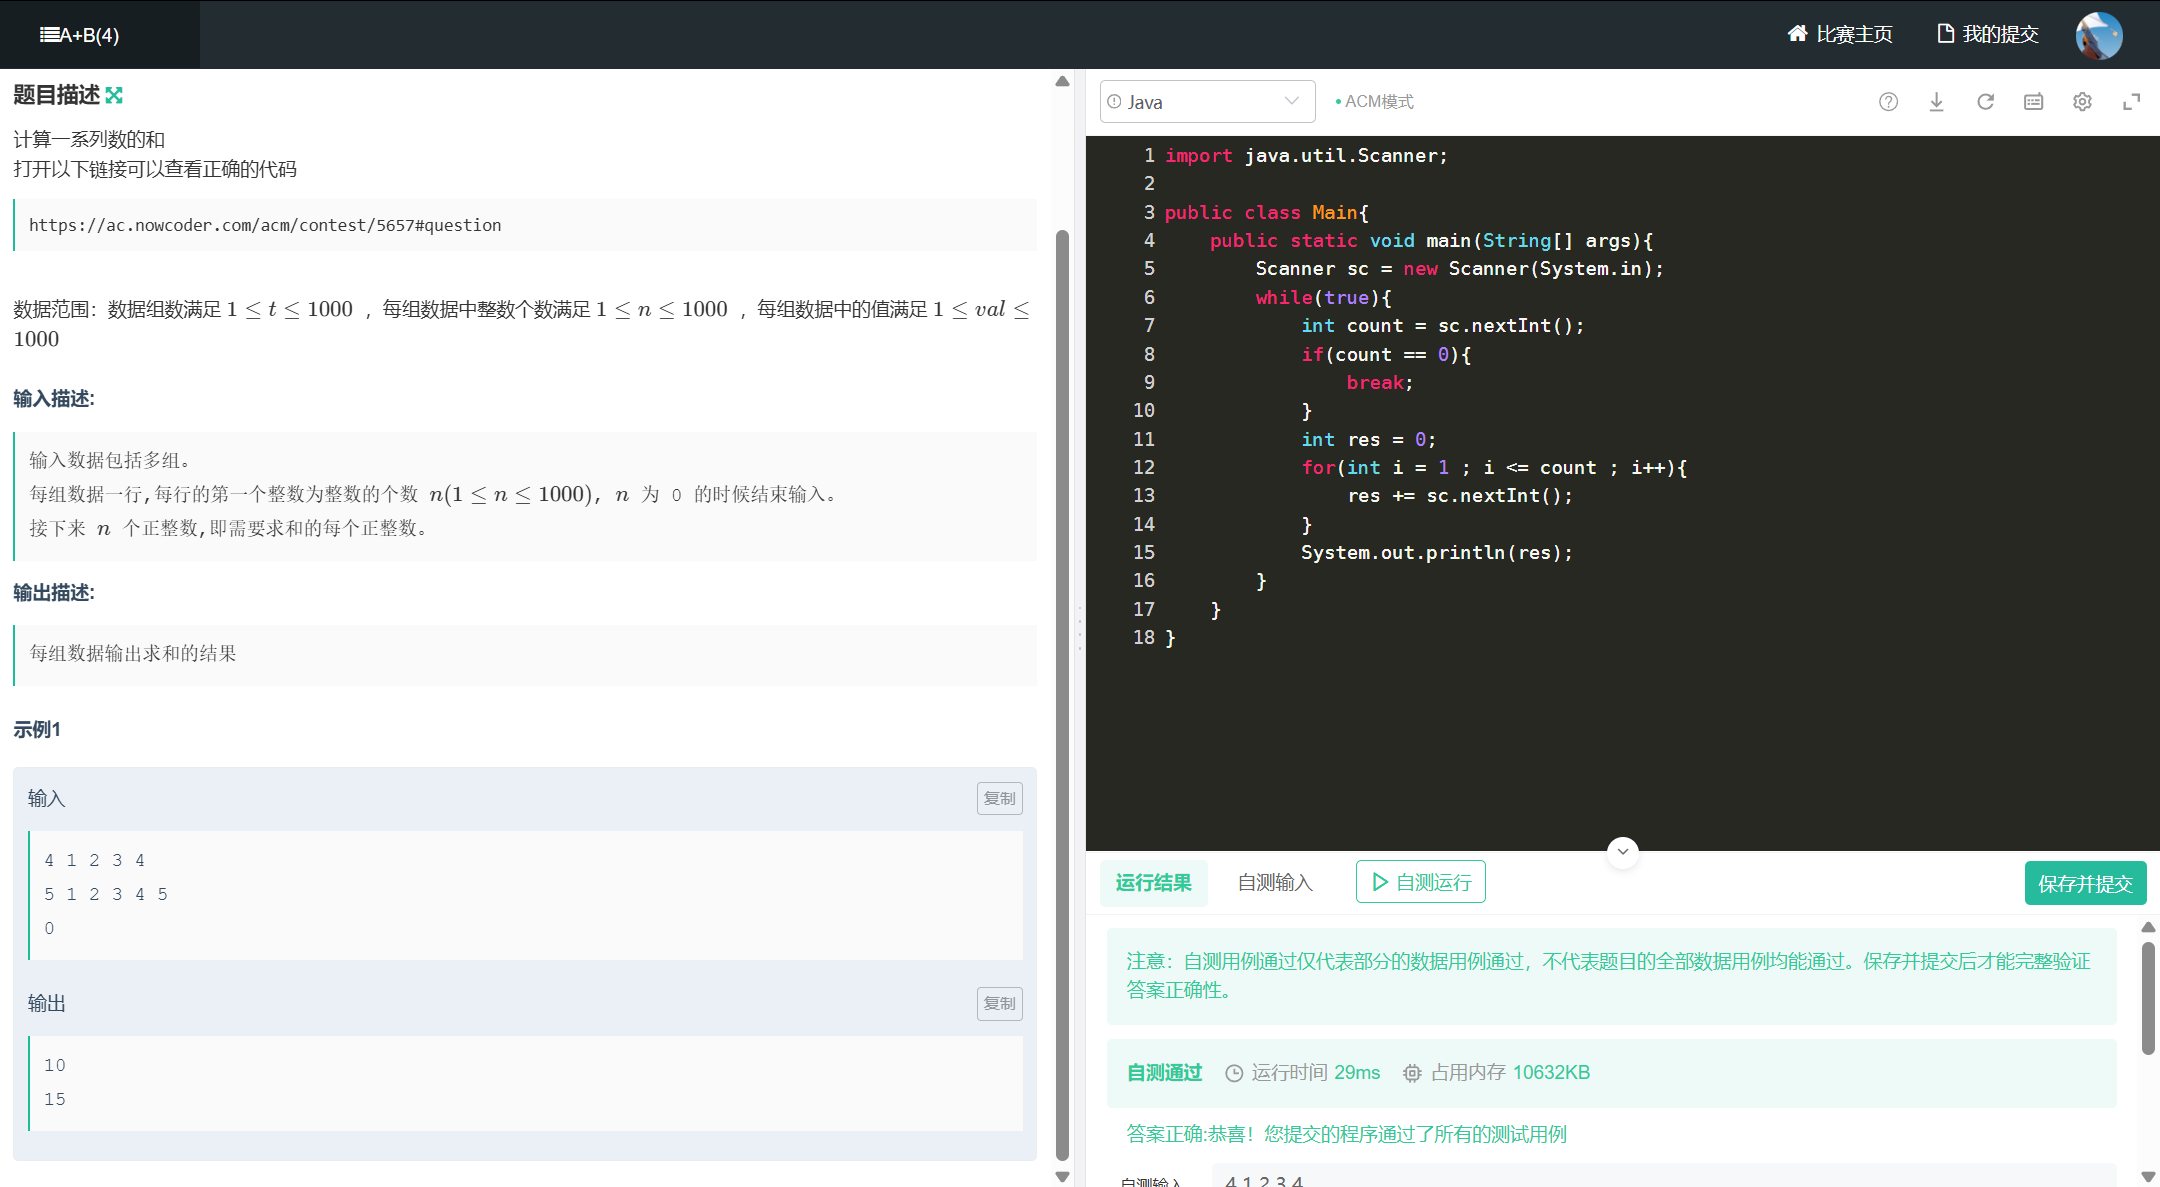 A+B(4)
比赛主页
我的提交
题目描述
计算一系列数的和
打开以下链接可以查看正确的代码
https://ac.nowcoder.com/acm/contest/5657#question
数据范围：数据组数满足 1 ≤ t ≤ 1000 ，每组数据中整数个数满足 1 ≤ n ≤ 1000 ，每组数据中的值满足 1 ≤ val ≤
1000
输入描述:
输入数据包括多组。
每组数据一行,每行的第一个整数为整数的个数 n(1 ≤ n ≤ 1000), n 为 0 的时候结束输入。
接下来 n 个正整数,即需要求和的每个正整数。
输出描述:
每组数据输出求和的结果
示例1
输入
复制
4 1 2 3 4
5 1 2 3 4 5
0
输出
复制
10
15
Java
ACM模式
1 import java.util.Scanner;
2
3 public class Main{
4     public static void main(String[] args){
5         Scanner sc = new Scanner(System.in);
6         while(true){
7             int count = sc.nextInt();
8             if(count == 0){
9                 break;
10             }
11             int res = 0;
12             for(int i = 1 ; i <= count ; i++){
13                 res += sc.nextInt();
14             }
15             System.out.println(res);
16         }
17     }
18 }
运行结果
自测输入
自测运行
保存并提交
注意：自测用例通过仅代表部分的数据用例通过，不代表题目的全部数据用例均能通过。保存并提交后才能完整验证
答案正确性。
自测通过 运行时间 29ms 占用内存 10632KB
答案正确:恭喜！您提交的程序通过了所有的测试用例
自测输入 4 1 2 3 4